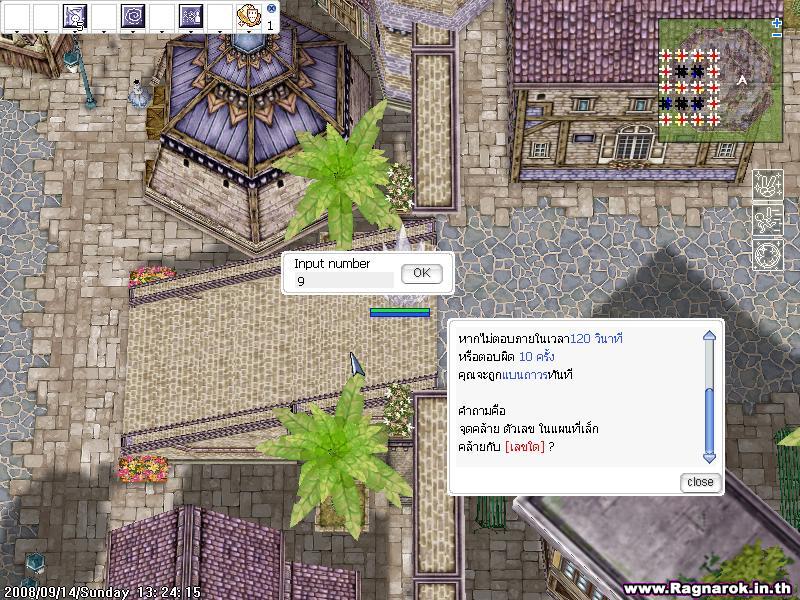 5
1
A
Input number
9
OK
หากไม่ตอบภายในเวลา120 วินาที
หรือตอบผิด 10 ครั้ง
คุณจะถูกแบนถาวรทันที
คำถามคือ
จุดคล้าย ตัวเลข ในแผนที่เล็ก
คล้ายกับ [เลขใด] ?
close
2008/09/14/Sunday 13:24:15
www.Ragnarok.in.th